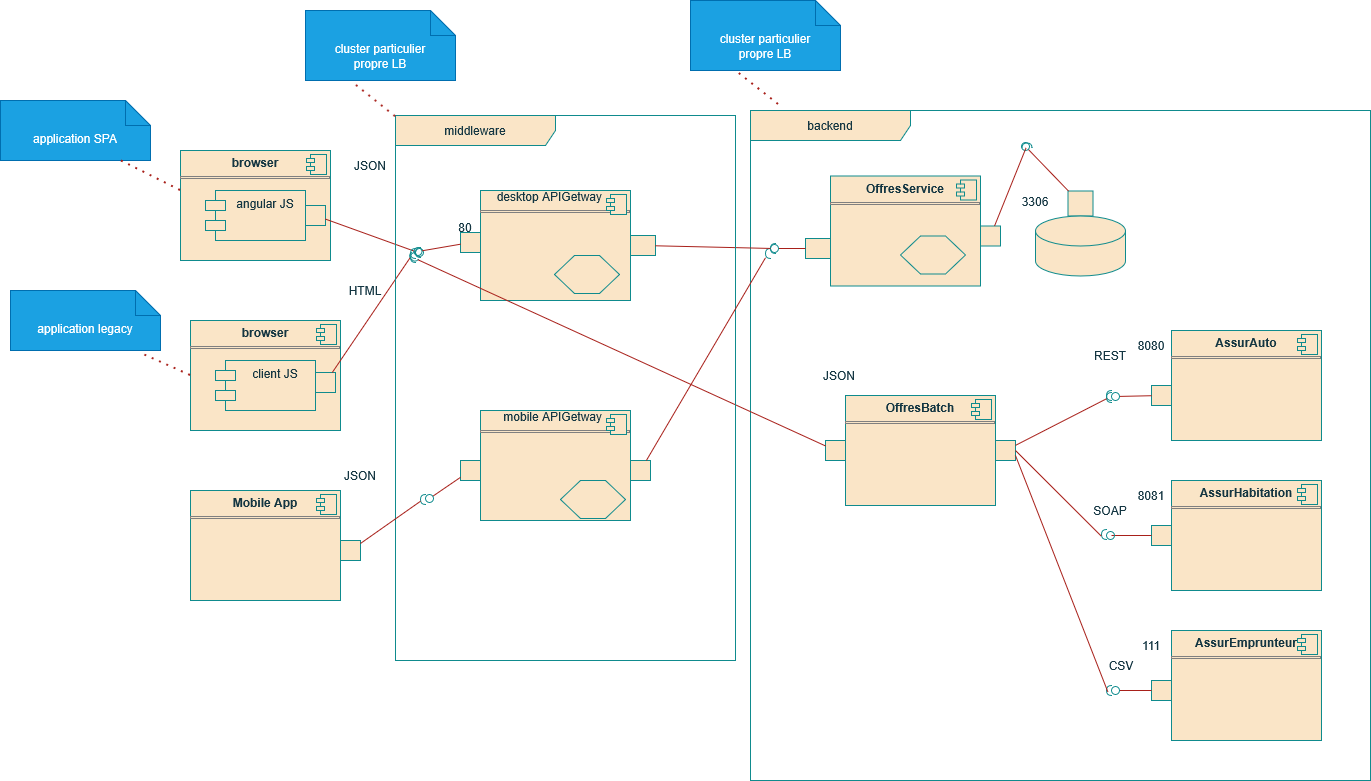 cluster particulier
propre LB
cluster particulier
propre LB
application SPA
middleware
backend
browser
JSON
angular JS
desktop APIGetway
80
OffresService
3306
HTML
application legacy
browser
client JS
REST
8080
AssurAuto
JSON
OffresBatch
mobile APIGetway
JSON
Mobile App
8081
SOAP
AssurHabitation
111
CSV
AssurEmprunteur